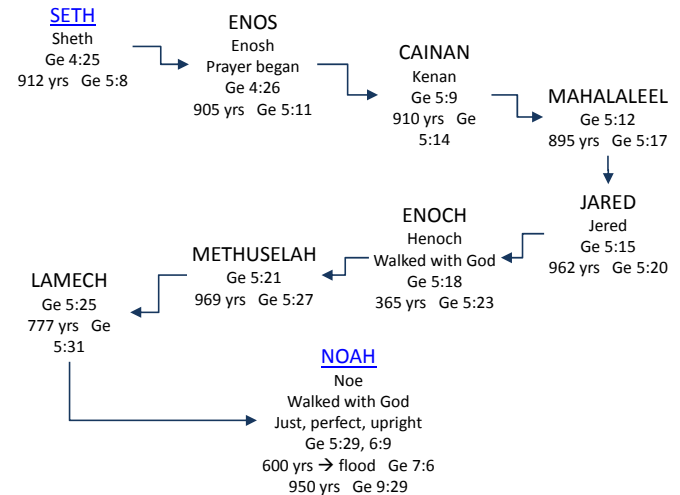 SETH
Sheth
Ge 4:25
912 yrs Ge 5:8
ENOS
Enosh
Prayer began
Ge 4:26
905 yrs Ge 5:11
CAINAN
Kenan
Ge 5:9
910 yrs Ge
5:14
MAHALALEEL
Ge 5:12
895 yrs Ge 5:17
JARED
Jered
Ge 5:15
962 yrs Ge 5:20
ENOCH
Henoch
Walked with God
Ge 5:18
365 yrs Ge 5:23
METHUSELAH
Ge 5:21
969 yrs Ge 5:27
LAMECH
Ge 5:25
777 yrs Ge
5:31
NOAH
Noe
Walked with God
Just, perfect, upright
Ge 5:29, 6:9
600 yrs → flood Ge 7:6
950 yrs Ge 9:29